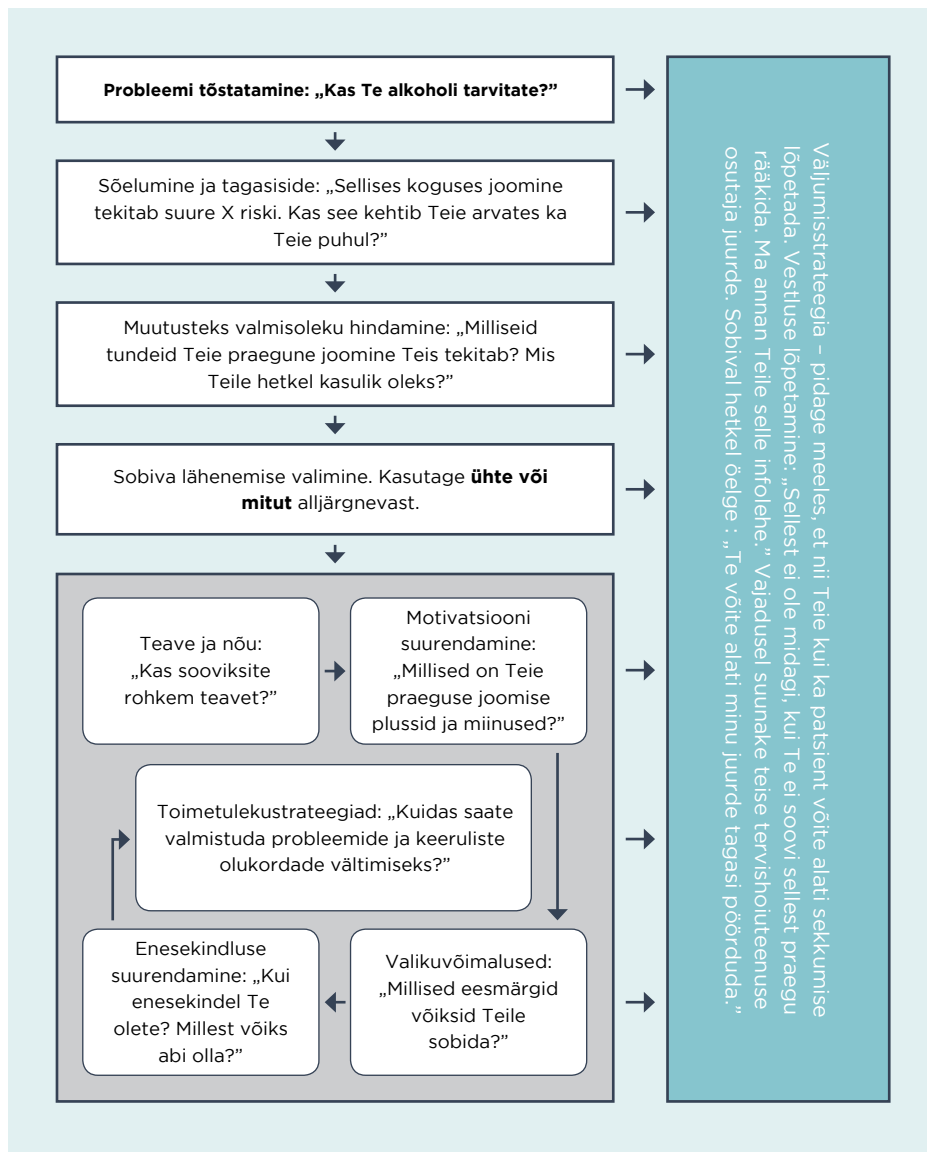 Probleemi tõstatamine: „Kas Te alkoholi tarvitate?”
Sõelumine ja tagasiside: „Sellises koguses joomine
tekitab suure X riski. Kas see kehtib Teie arvates ka
Teie puhul?”
Muutusteks valmisoleku hindamine: „Milliseid
tundeid Teie praegune joomine Teis tekitab? Mis
Teile hetkel kasulik oleks?”
Sobiva lähenemise valimine. Kasutage ühte või
mitut alljärgnevast.
Teave ja nõu:
„Kas sooviksite
rohkem teavet?”
Motivatsiooni
suurendamine:
„Millised on Teie
praeguse joomise
plussid ja miinused?”
Toimetulekustrateegiad: „Kuidas saate
valmistuda probleemide ja keeruliste
olukordade vältimiseks?”
Enesekindluse
suurendamine: „Kui
enesekindel Te
olete? Millest võiks
abi olla?”
Valikuvõimalused:
„Millised eesmärgid
võiksid Teile
sobida?”
Väljumisstrateegia – pidage meeles, et nii Teie kui ka patsient võite alati sekkumise
lõpetada. Vestluse lõpetamine: „Sellest ei ole midagi, kui Te ei soovi sellest praegu
rääkida. Ma annan Teile selle infolehe.” Vajadusel suunake teise tervishoiuteenuse
osutaja juurde. Sobival hetkel öelge : „Te võite alati minu juurde tagasi pöörduda.”